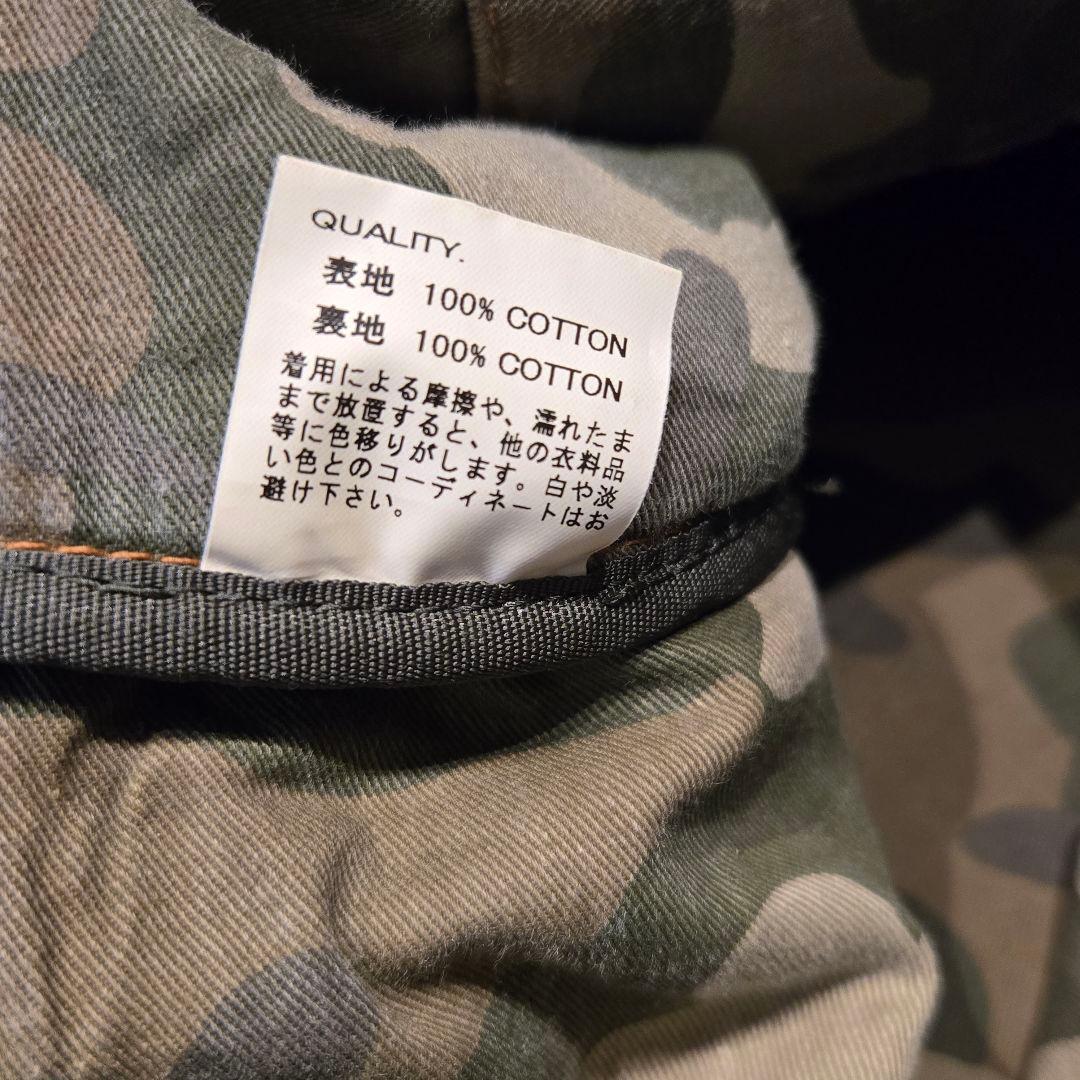 QUALITY.
表地 100% COTTON
裏地 100% COTTON
着用による摩擦や、濡れたま
まで放置すると、他の衣料品
等に色移りがします。白や淡
い色とのコーディネートはお
避け下さい。